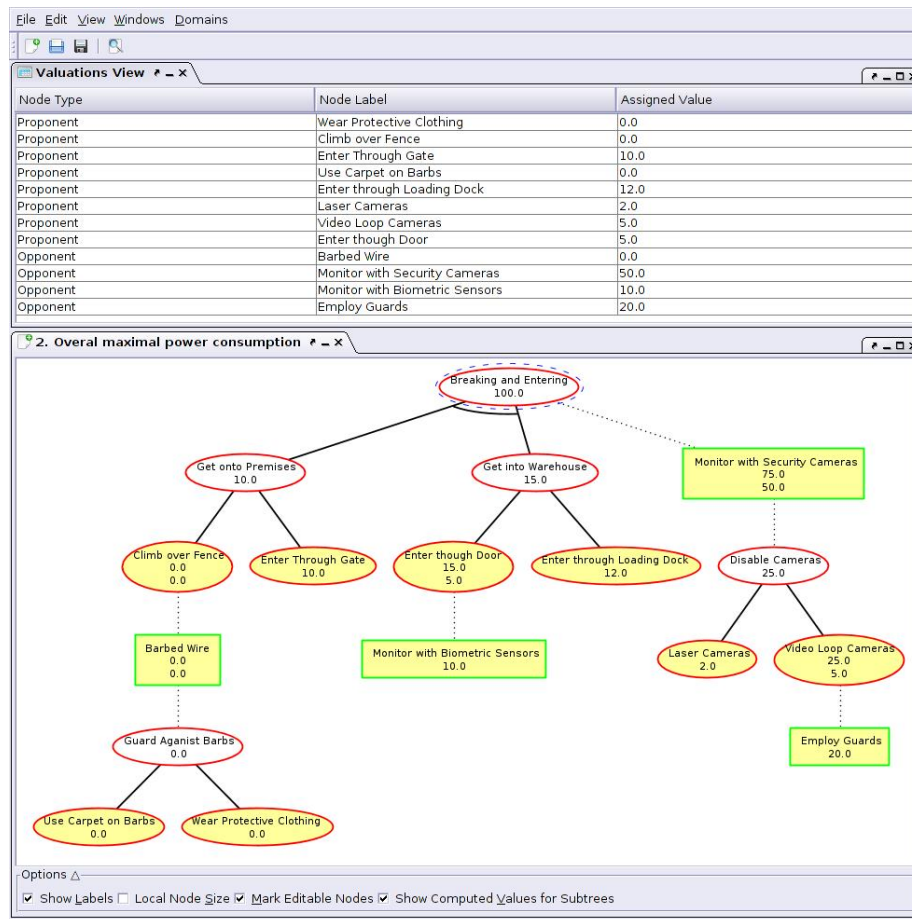 File Edit View Windows Domains
Valuations View
Node Type Node Label Assigned Value
Proponent Wear Protective Clothing 0.0
Proponent Climb over Fence 0.0
Proponent Enter Through Gate 10.0
Proponent Use Carpet on Barbs 0.0
Proponent Enter through Loading Dock 12.0
Proponent Laser Cameras 2.0
Proponent Video Loop Cameras 5.0
Proponent Enter though Door 5.0
Opponent Barbed Wire 0.0
Opponent Monitor with Security Cameras 50.0
Opponent Monitor with Biometric Sensors 10.0
Opponent Employ Guards 20.0
2. Overal maximal power consumption
Breaking and Entering
100.0
Get onto Premises
10.0
Get into Warehouse
15.0
Monitor with Security Cameras
75.0
50.0
Climb over Fence
0.0
0.0
Enter Through Gate
10.0
Enter though Door
15.0
5.0
Enter through Loading Dock
12.0
Disable Cameras
25.0
Barbed Wire
0.0
0.0
Monitor with Biometric Sensors
10.0
Laser Cameras
2.0
Video Loop Cameras
25.0
5.0
Guard Aganist Barbs
0.0
Employ Guards
20.0
Use Carpet on Barbs
0.0
Wear Protective Clothing
0.0
Options
Show Labels Local Node Size Mark Editable Nodes Show Computed Values for Subtrees